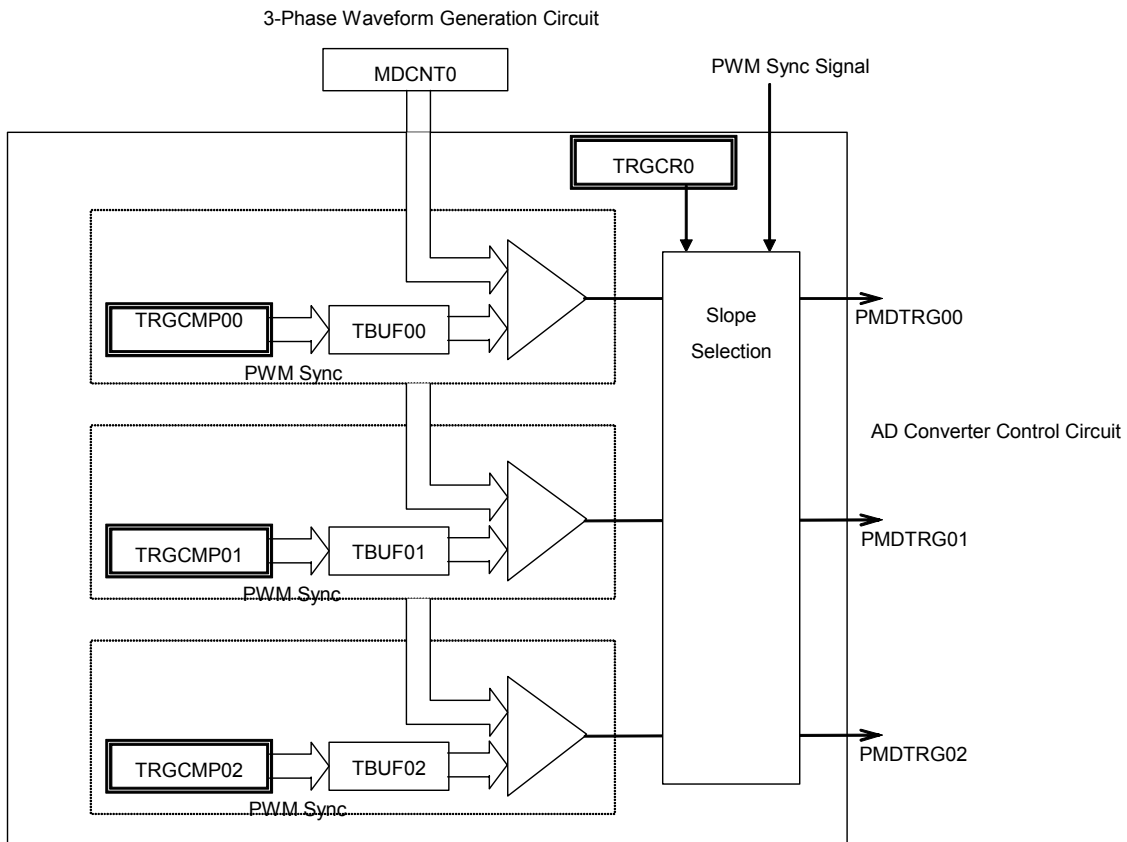 3-Phase Waveform Generation Circuit
MDCNT0
PWM Sync Signal
TRGCR0
TRGCMP00
TBUF00
PWM Sync
Slope
Selection
PMDTRG00
AD Converter Control Circuit
TRGCMP01
TBUF01
PWM Sync
PMDTRG01
TRGCMP02
TBUF02
PWM Sync
PMDTRG02